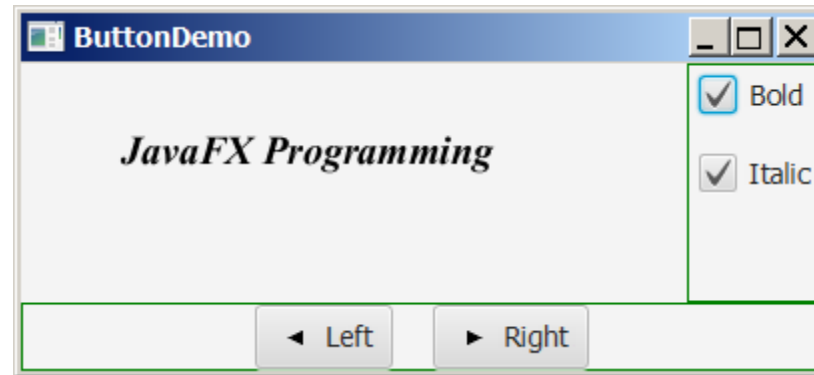 ButtonDemo
Bold
JavaFX Programming
Italic
Left
Right